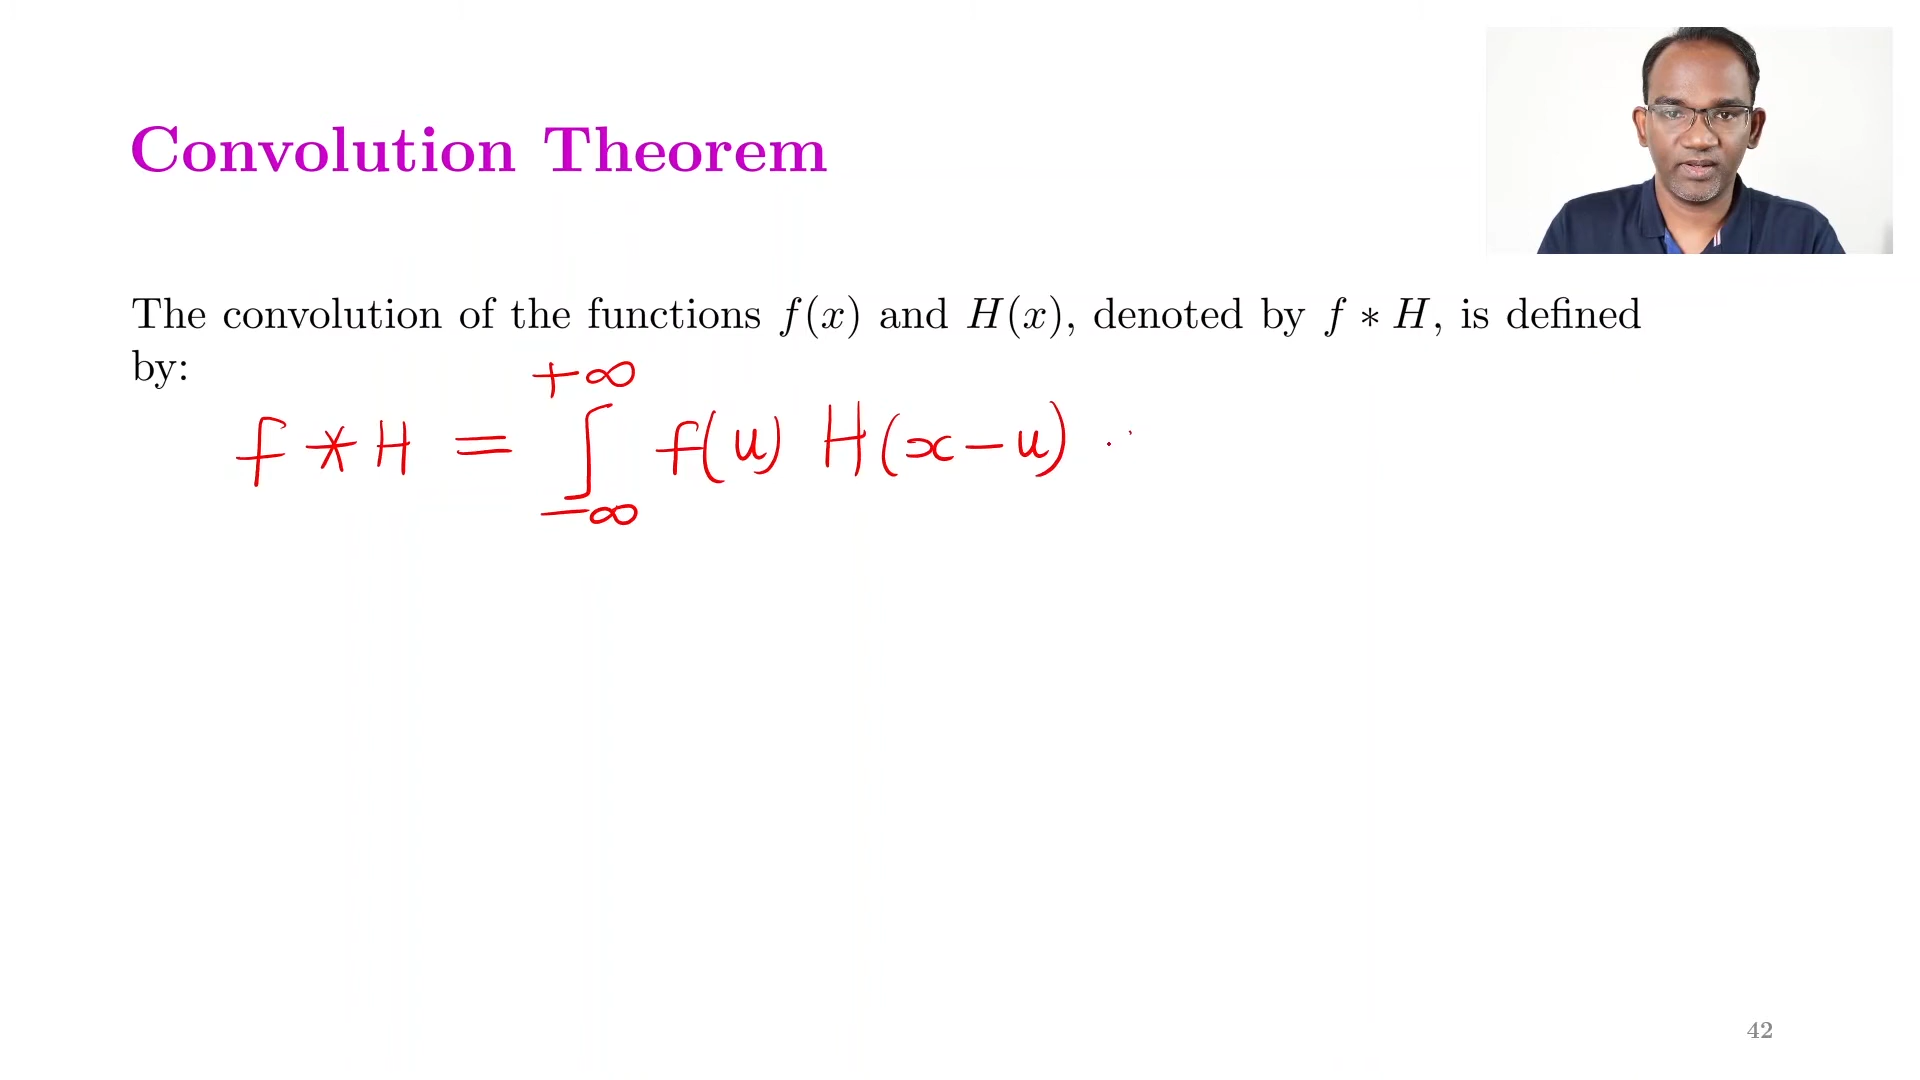 Convolution Theorem
The convolution of the functions f(x) and H(x), denoted by f ∗ H, is defined
by:
f * H = ∫_{-∞}^{+∞} f(u) H(x-u) ·
42